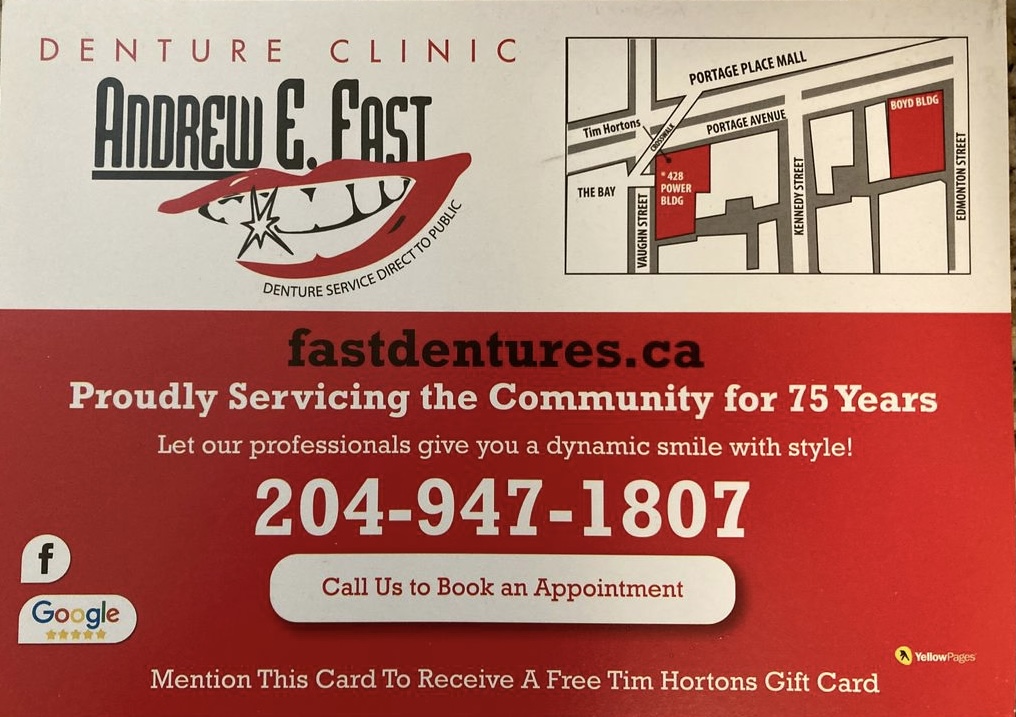 DENTURE CLINIC
ANDREW E. FAST
DENTURE SERVICE DIRECT TO PUBLIC
PORTAGE PLACE MALL
Tim Hortons
CROSSWALK
PORTAGE AVENUE
BOYD BLDG
THE BAY
* 428
POWER
BLDG
VAUGHN STREET
KENNEDY STREET
EDMONTON STREET
fastdentures.ca
Proudly Servicing the Community for 75 Years
Let our professionals give you a dynamic smile with style!
204-947-1807
f
Call Us to Book an Appointment
Google
YellowPages
Mention This Card To Receive A Free Tim Hortons Gift Card